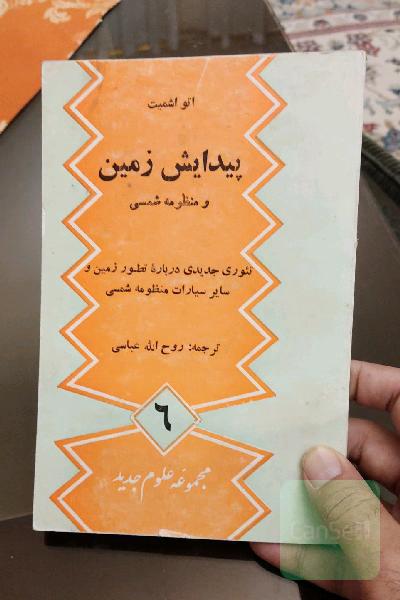 اتو اشمیت
پیدایش زمین
و منظومه شمسی
تئوری جدیدی دربارهٔ تطور زمین و
سایر سیارات منظومه شمسی
ترجمه: روح الله عباسی
٦
مجموعه علوم جدید
CanSell